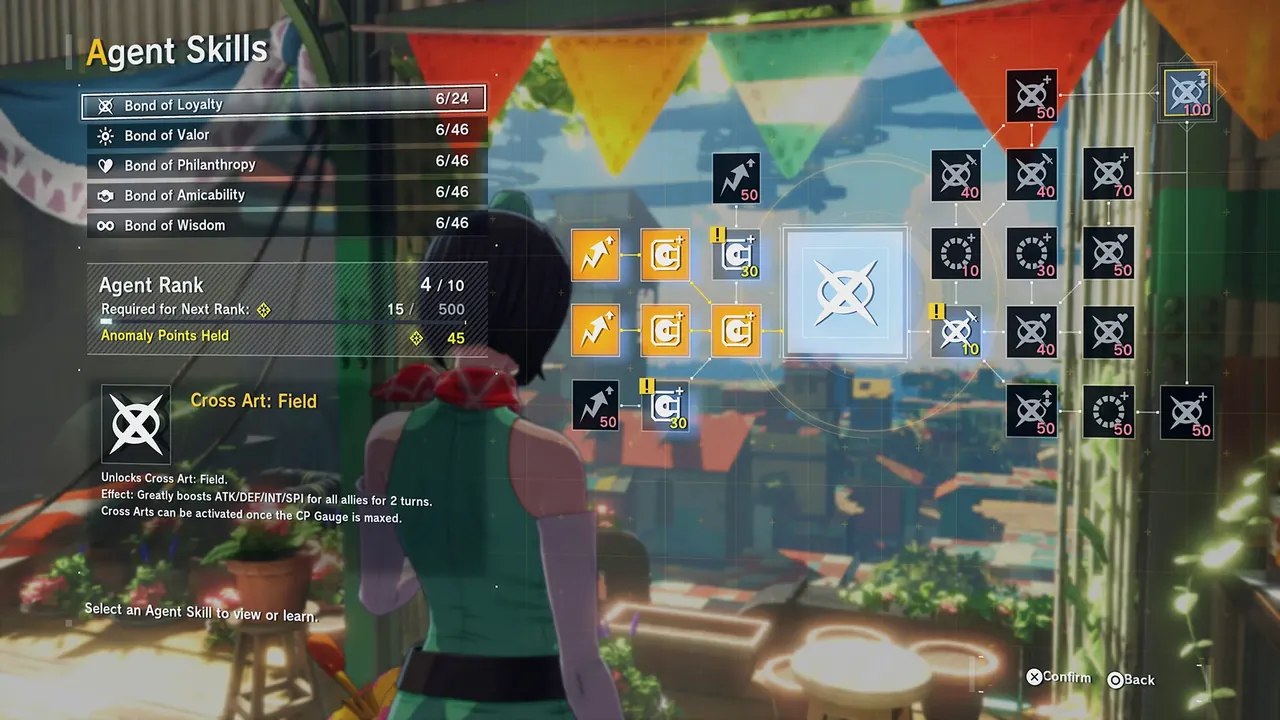 Agent Skills
Bond of Loyalty 6/24
Bond of Valor 6/46
Bond of Philanthropy 6/46
Bond of Amicability 6/46
Bond of Wisdom 6/46
Agent Rank 4 / 10
Required for Next Rank: 15 / 500
Anomaly Points Held 45
Cross Art: Field
Unlocks Cross Art: Field.
Effect: Greatly boosts ATK/DEF/INT/SPI for all allies for 2 turns.
Cross Arts can be activated once the CP Gauge is maxed.
Select an Agent Skill to view or learn.
50 100
50 40 40 70
! 30 10 30 50
! 10 40 50
50 ! 30 50 50 50
Confirm Back